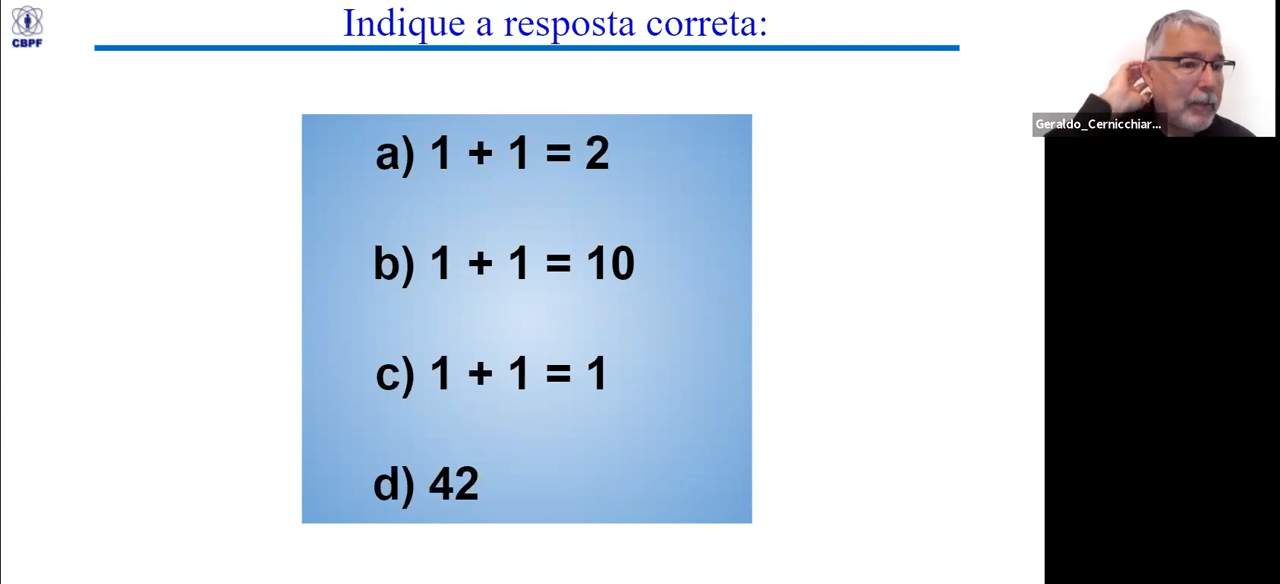 CBPF
Indique a resposta correta:
a) 1 + 1 = 2
b) 1 + 1 = 10
c) 1 + 1 = 1
d) 42
Geraldo_Cernicchiar...